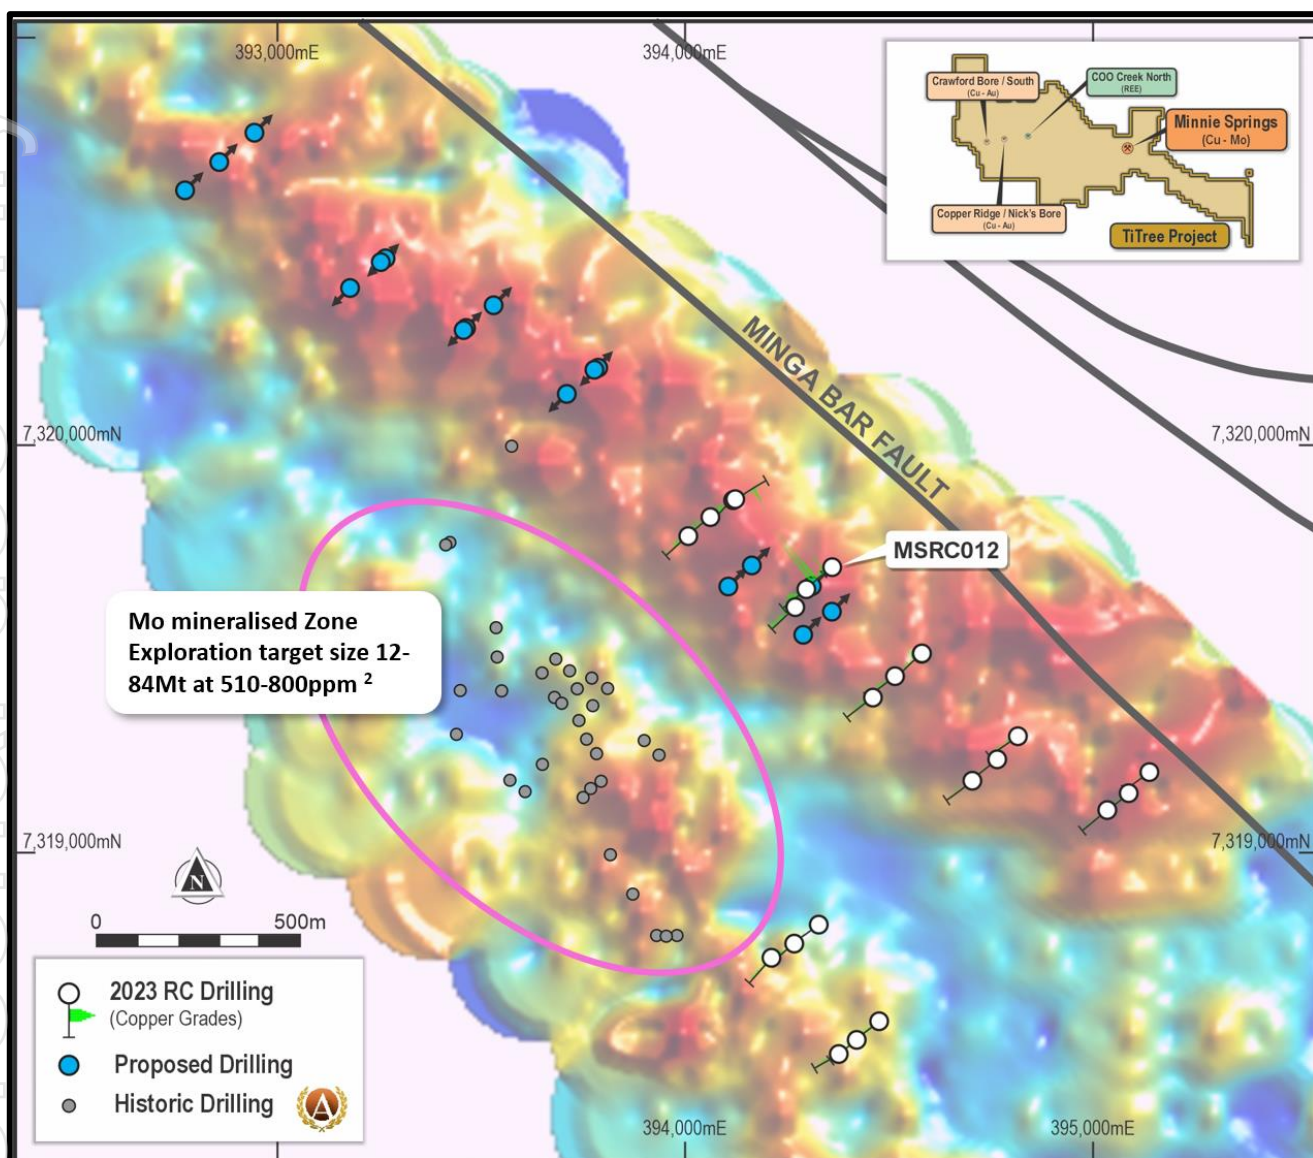 393,000mE
394,000mE
Crawford Bore / South
(Cu - Au)
COO Creek North
(REE)
Minnie Springs
(Cu - Mo)
Copper Ridge / Nick's Bore
(Cu - Au)
TiTree Project
MINGA BAR FAULT
7,320,000mN
7,320,000mN
MSRC012
Mo mineralised Zone
Exploration target size 12-
84Mt at 510-800ppm 2
7,319,000mN
7,319,000mN
N
0 500m
2023 RC Drilling
(Copper Grades)
Proposed Drilling
Historic Drilling
A
394,000mE
395,000mE